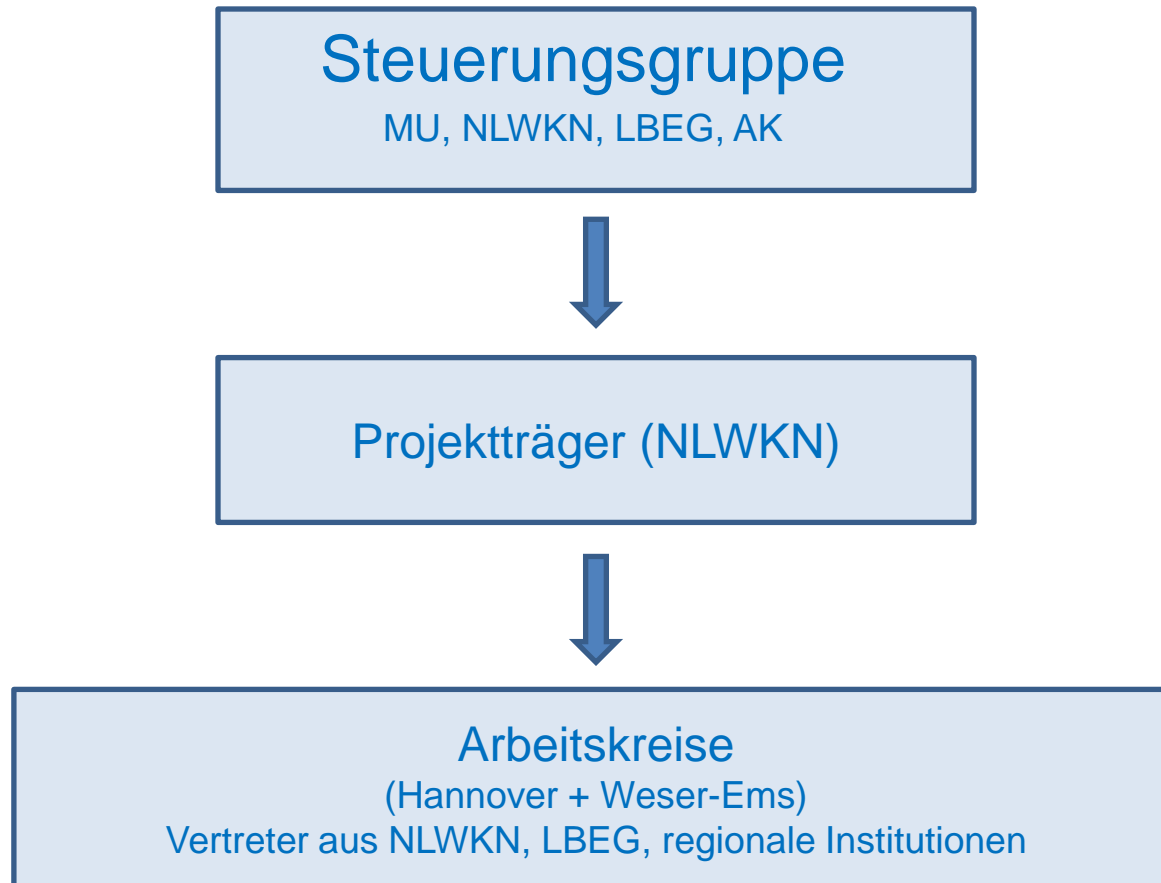 Steuerungsgruppe
MU, NLWKN, LBEG, AK
Projektträger (NLWKN)
Arbeitskreise
(Hannover + Weser-Ems)
Vertreter aus NLWKN, LBEG, regionale Institutionen